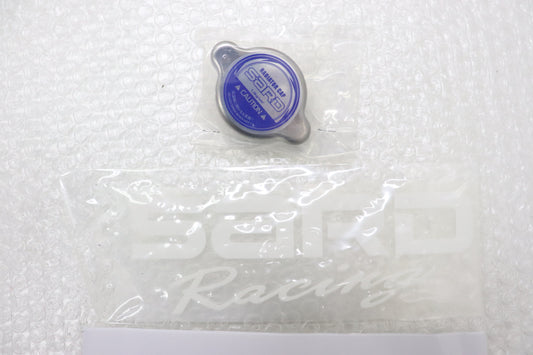 RADIATOR CAP
SARD
CAUTION
SARD
Racing